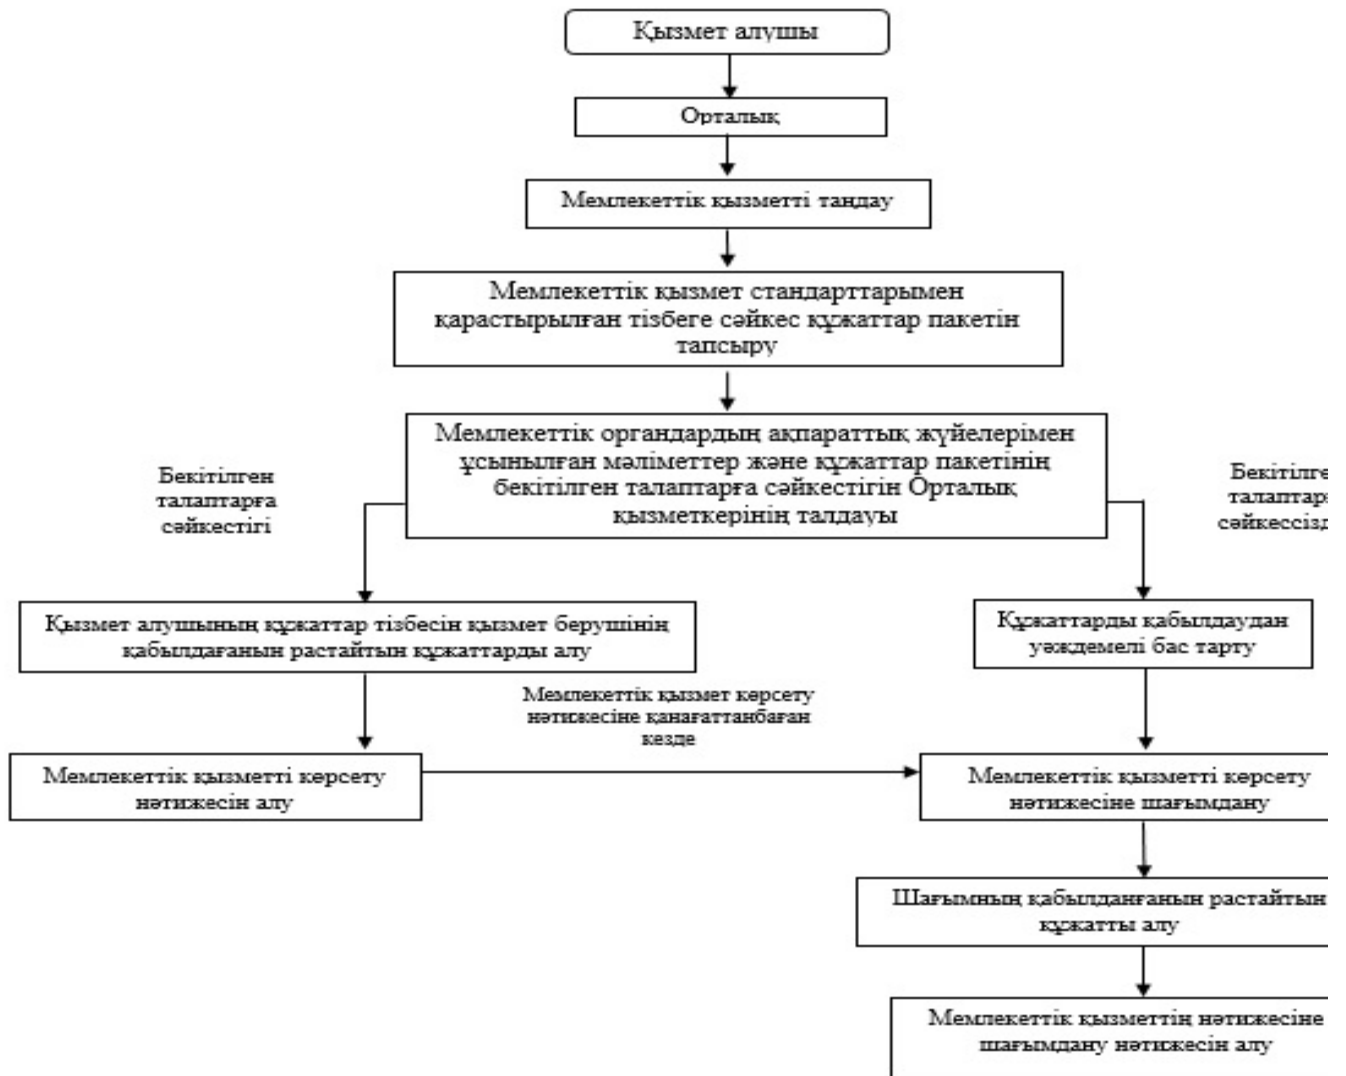 Қызмет алушы
Орталық
Мемлекеттік қызметті таңдау
Мемлекеттік қызмет стандарттарымен
қарастырылған тізбеге сәйкес құжаттар пакетін
тапсыру
Мемлекеттік органдардың ақпараттық жүйелерімен
ұсынылған мәліметтер және құжаттар пакетінің
бекітілген талаптарға сәйкестігін Орталық
қызметкерінің талдауы
Бекітілген
талаптарға
сәйкестігі
Бекітілге
талаптар
сәйкессізд
Қызмет алушының құжаттар тізбесін қызмет берушінің
қабылдағанын растайтын құжаттарды алу
Құжаттарды қабылдаудан
уәждемелі бас тарту
Мемлекеттік қызмет көрсету
нәтижесіне қанағаттанбаған
кезде
Мемлекеттік қызметті көрсету
нәтижесін алу
Мемлекеттік қызметті көрсету
нәтижесіне шағымдану
Шағымның қабылданғанын растайтын
құжатты алу
Мемлекеттік қызметтің нәтижесіне
шағымдану нәтижесін алу